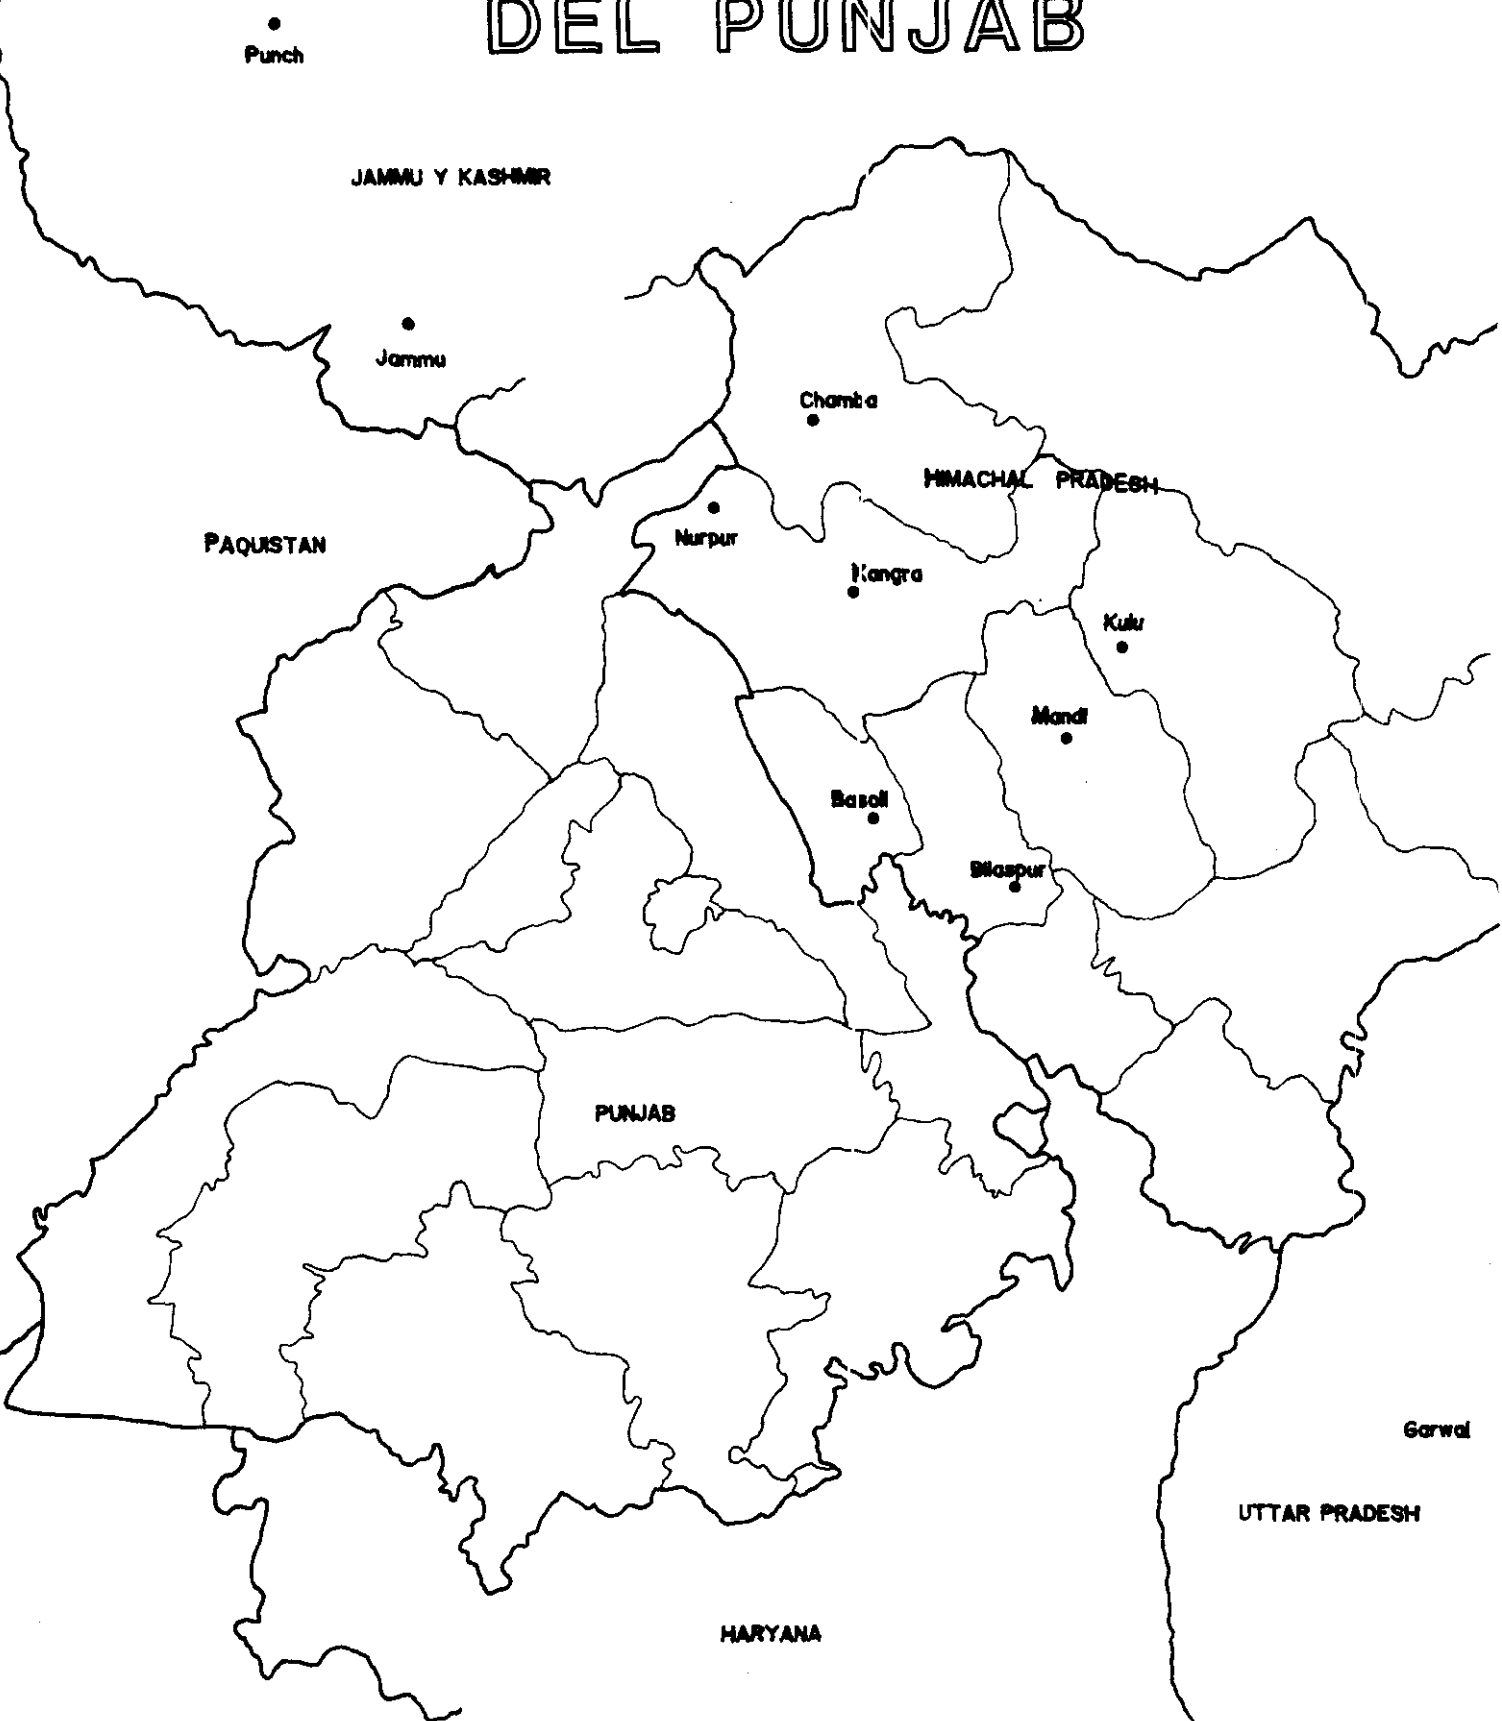 DEL PUNJAB
Punch
JAMMU Y KASHMIR
Jammu
Chamba
HIMACHAL PRADESH
Nurpur
PAQUISTAN
Kangra
Kulu
Mandi
Basoli
Bilaspur
PUNJAB
Garwal
UTTAR PRADESH
HARYANA